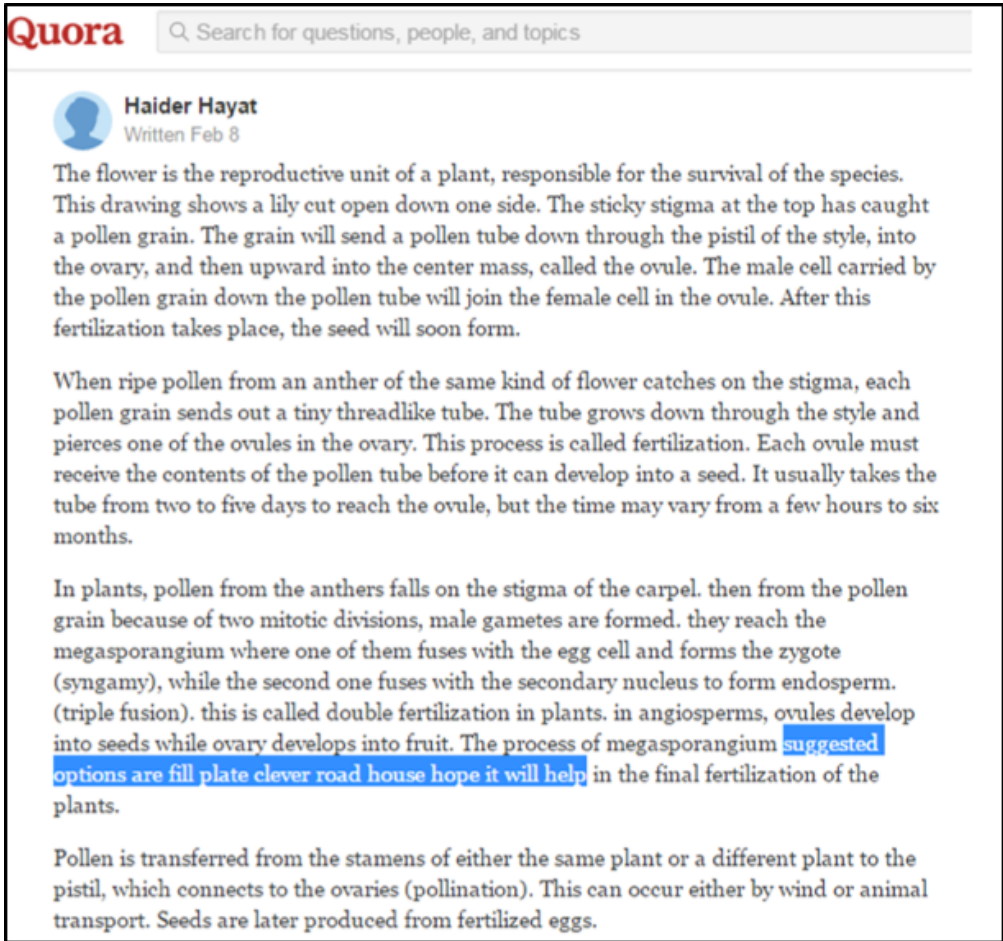 Quora
Search for questions, people, and topics
Haider Hayat
Written Feb 8
The flower is the reproductive unit of a plant, responsible for the survival of the species.
This drawing shows a lily cut open down one side. The sticky stigma at the top has caught
a pollen grain. The grain will send a pollen tube down through the pistil of the style, into
the ovary, and then upward into the center mass, called the ovule. The male cell carried by
the pollen grain down the pollen tube will join the female cell in the ovule. After this
fertilization takes place, the seed will soon form.
When ripe pollen from an anther of the same kind of flower catches on the stigma, each
pollen grain sends out a tiny threadlike tube. The tube grows down through the style and
pierces one of the ovules in the ovary. This process is called fertilization. Each ovule must
receive the contents of the pollen tube before it can develop into a seed. It usually takes the
tube from two to five days to reach the ovule, but the time may vary from a few hours to six
months.
In plants, pollen from the anthers falls on the stigma of the carpel. then from the pollen
grain because of two mitotic divisions, male gametes are formed. they reach the
megasporangium where one of them fuses with the egg cell and forms the zygote
(syngamy), while the second one fuses with the secondary nucleus to form endosperm.
(triple fusion). this is called double fertilization in plants. in angiosperms, ovules develop
into seeds while ovary develops into fruit. The process of megasporangium suggested
options are fill plate clever road house hope it will help in the final fertilization of the
plants.
Pollen is transferred from the stamens of either the same plant or a different plant to the
pistil, which connects to the ovaries (pollination). This can occur either by wind or animal
transport. Seeds are later produced from fertilized eggs.